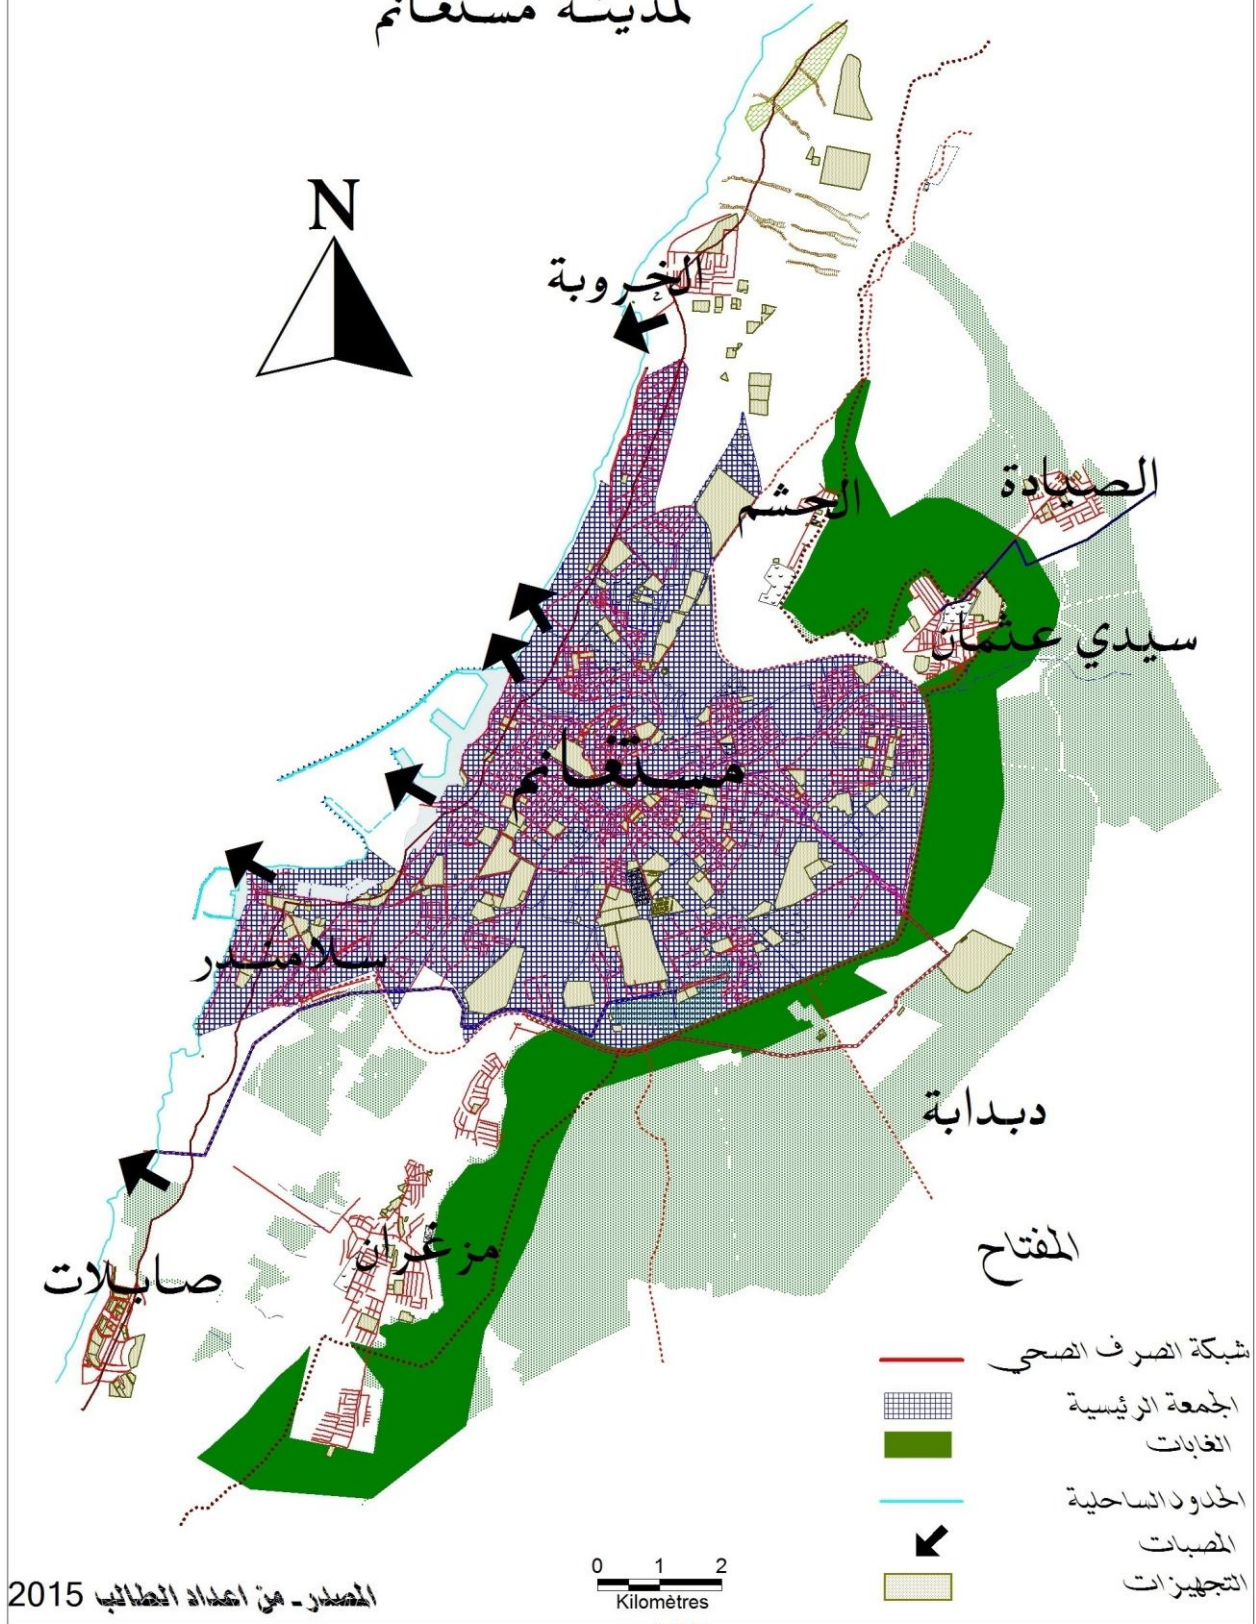 لمدينة مستغانم
N
الخروبة
الصيادة
الحشم
سيدي عثمان
مستغانم
سلامندر
دبدابة
مزغران
صابلات
المفتاح
شبكة الصرف الصحي
الجمعة الرئيسية
الغابات
الحدود الساحلية
المصبات
التجهيزات
0 1 2
Kilomètres
المصدر ـ من اعداد الطالب 2015